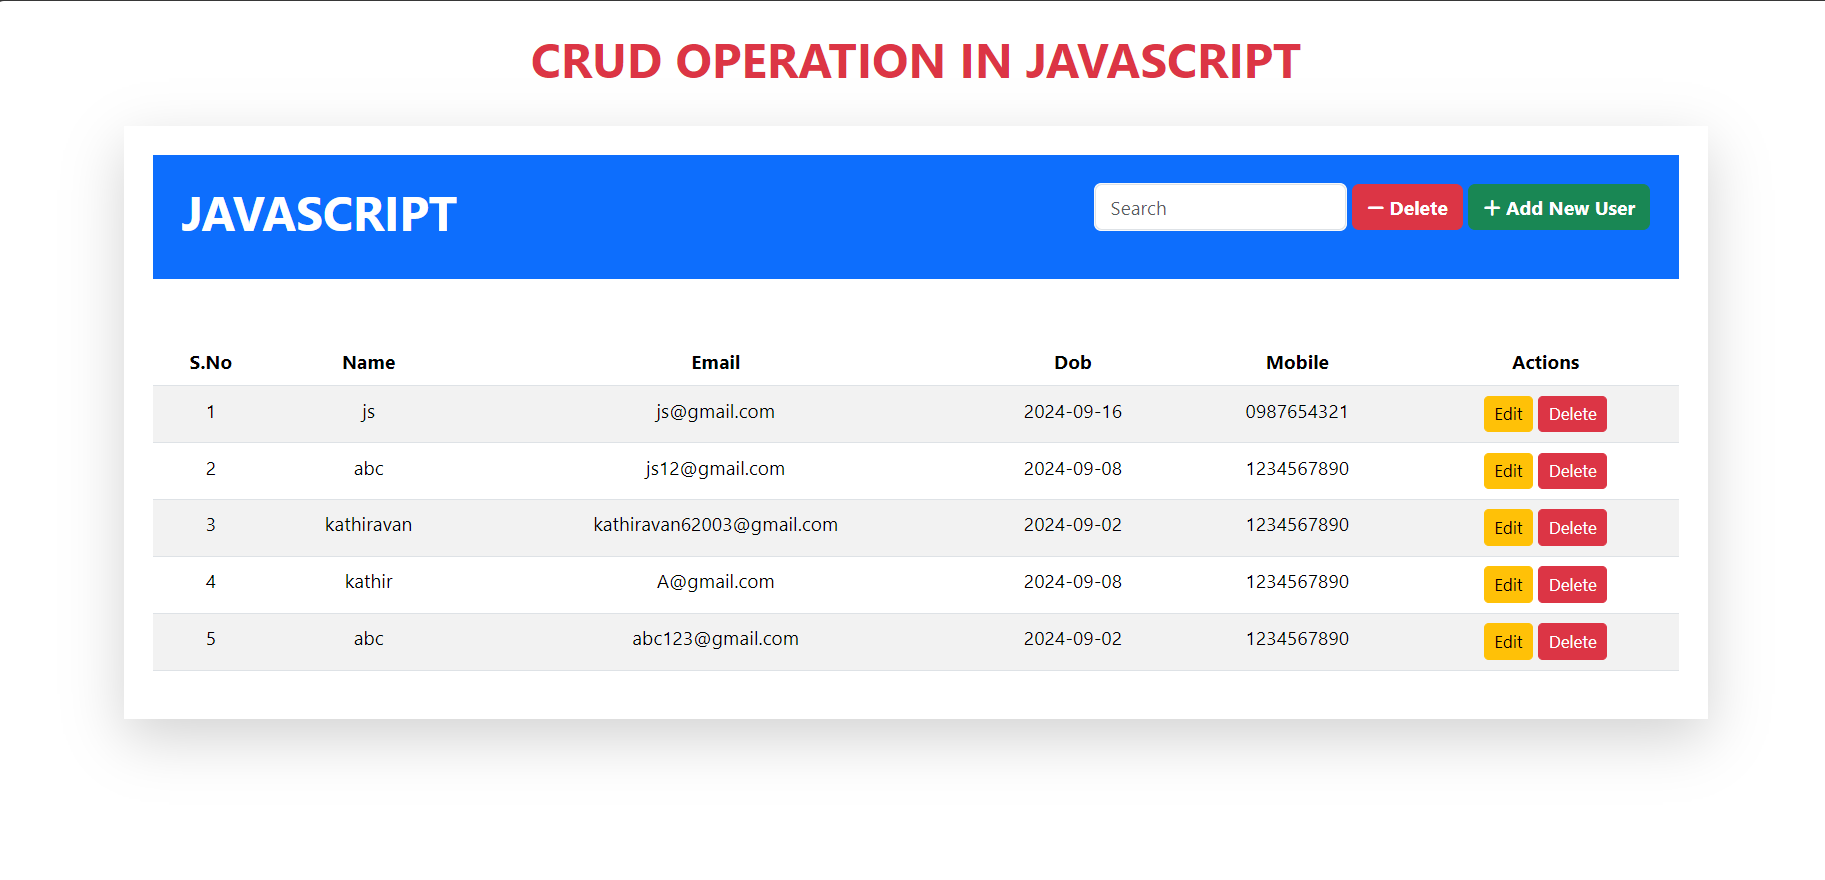 CRUD OPERATION IN JAVASCRIPT
JAVASCRIPT Search − Delete + Add New User
S.No Name Email Dob Mobile Actions
1 js js@gmail.com 2024-09-16 0987654321 Edit Delete
2 abc js12@gmail.com 2024-09-08 1234567890 Edit Delete
3 kathiravan kathiravan62003@gmail.com 2024-09-02 1234567890 Edit Delete
4 kathir A@gmail.com 2024-09-08 1234567890 Edit Delete
5 abc abc123@gmail.com 2024-09-02 1234567890 Edit Delete